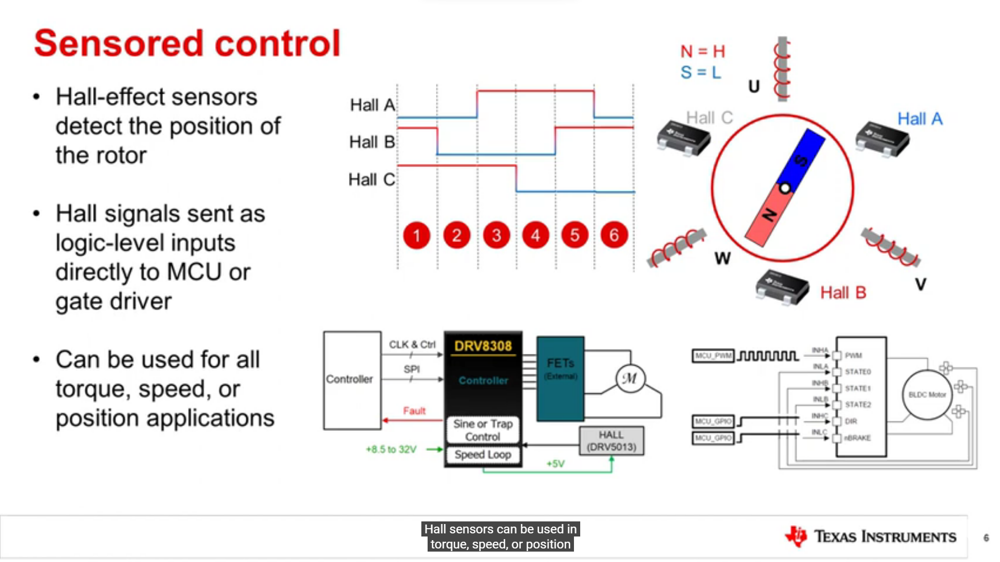 Sensored control
• Hall-effect sensors
detect the position of
the rotor
• Hall signals sent as
logic-level inputs
directly to MCU or
gate driver
• Can be used for all
torque, speed, or
position applications
Hall A
Hall B
Hall C
1 2 3 4 5 6
N = H
S = L
U
Hall C
Hall A
S
N
W
V
Hall B
Controller
CLK & Ctrl
SPI
Fault
+8.5 to 32V
DRV8308
Controller
Sine or Trap
Control
Speed Loop
FETs
(External)
M
HALL
(DRV5013)
+5V
MCU_PWM
MCU_GPIO
MCU_GPIO
INHA
INLA
INHB
INLB
INHC
INLC
PWM
STATE0
STATE1
STATE2
DIR
nBRAKE
BLDC Motor
Hall sensors can be used in
torque, speed, or position
TEXAS INSTRUMENTS
6